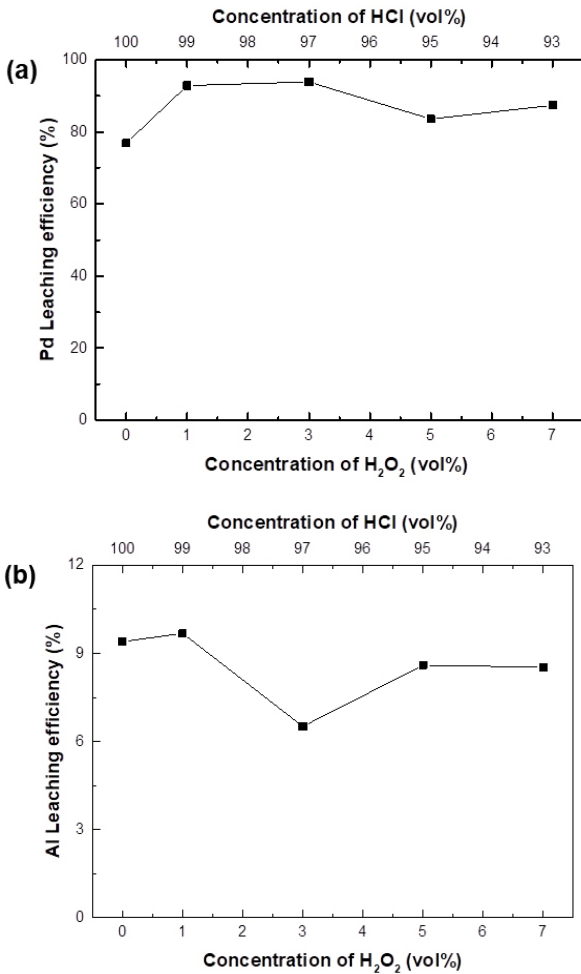 Concentration of HCl (vol%)
100 99 98 97 96 95 94 93
(a)
100
80
60
40
20
0
Pd Leaching efficiency (%)
0 1 2 3 4 5 6 7
Concentration of H₂O₂ (vol%)
Concentration of HCl (vol%)
100 99 98 97 96 95 94 93
(b)
12
9
6
3
0
Al Leaching efficiency (%)
0 1 2 3 4 5 6 7
Concentration of H₂O₂ (vol%)